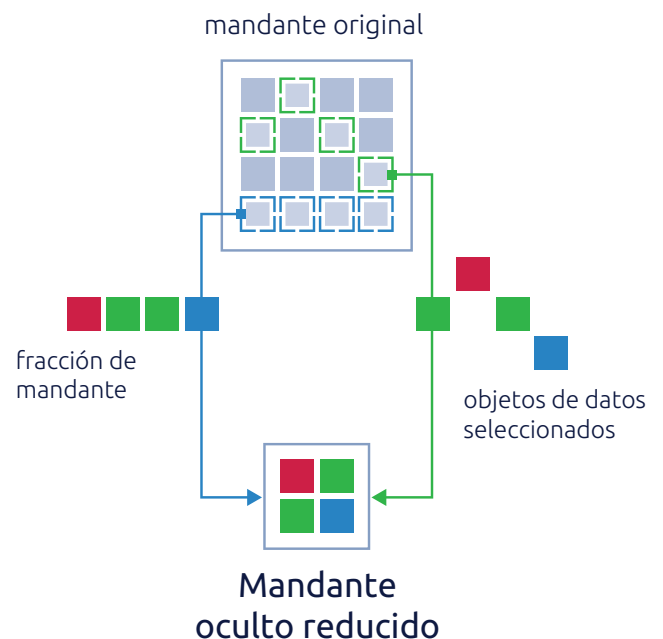 mandante original
fracción de
mandante
objetos de datos
seleccionados
Mandante
oculto reducido